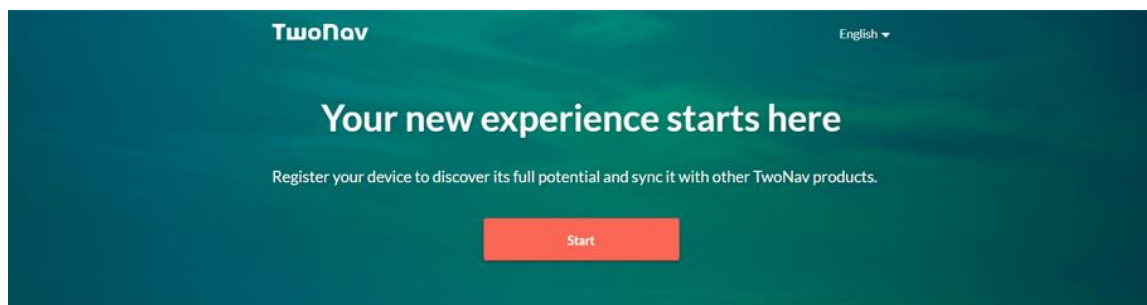 TwoNav
English
Your new experience starts here
Register your device to discover its full potential and sync it with other TwoNav products.
Start